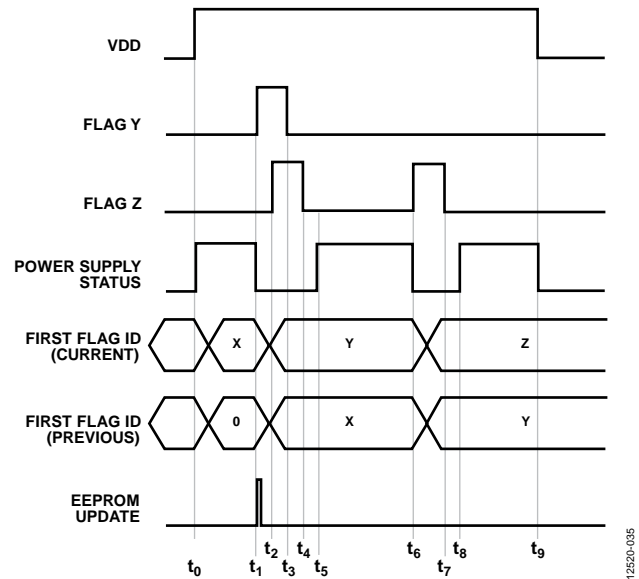 VDD
FLAG Y
FLAG Z
POWER SUPPLY
STATUS
FIRST FLAG ID
(CURRENT)
X
Y
Z
FIRST FLAG ID
(PREVIOUS)
0
X
Y
EEPROM
UPDATE
t0
t1
t2
t3
t4
t5
t6
t7
t8
t9
12520-035